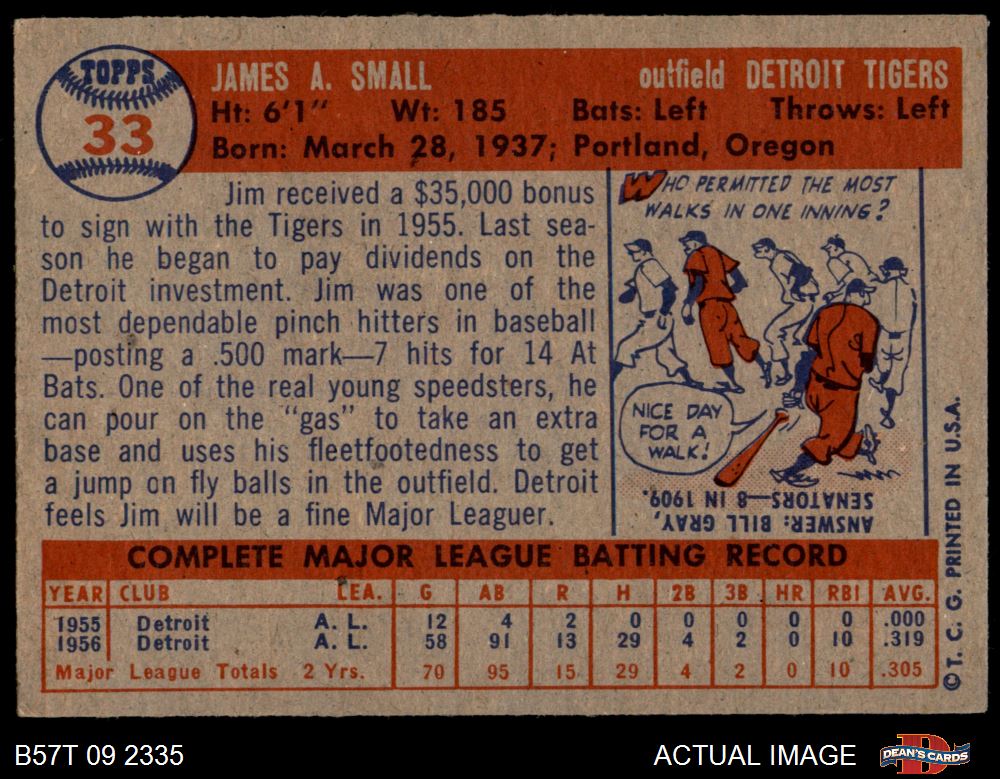 TOPPS
33
JAMES A. SMALL outfield DETROIT TIGERS
Ht: 6'1" Wt: 185 Bats: Left Throws: Left
Born: March 28, 1937; Portland, Oregon
Jim received a $35,000 bonus
to sign with the Tigers in 1955. Last sea-
son he began to pay dividends on the
Detroit investment. Jim was one of the
most dependable pinch hitters in baseball
—posting a .500 mark—7 hits for 14 At
Bats. One of the real young speedsters, he
can pour on the "gas" to take an extra
base and uses his fleetfootedness to get
a jump on fly balls in the outfield. Detroit
feels Jim will be a fine Major Leaguer.
WHO PERMITTED THE MOST
WALKS IN ONE INNING?
NICE DAY
FOR A
WALK!
ANSWER: BILL GRAY,
SENATORS—8 IN 1909.
COMPLETE MAJOR LEAGUE BATTING RECORD
YEAR CLUB LEA. G AB R H 2B 3B HR RBI AVG.
1955 Detroit A. L. 12 4 2 0 0 0 0 0 .000
1956 Detroit A. L. 58 91 13 29 4 2 0 10 .319
Major League Totals 2 Yrs. 70 95 15 29 4 2 0 10 .305
©T. C. G. PRINTED IN U.S.A.
B57T 09 2335 ACTUAL IMAGE
DEAN'S CARDS